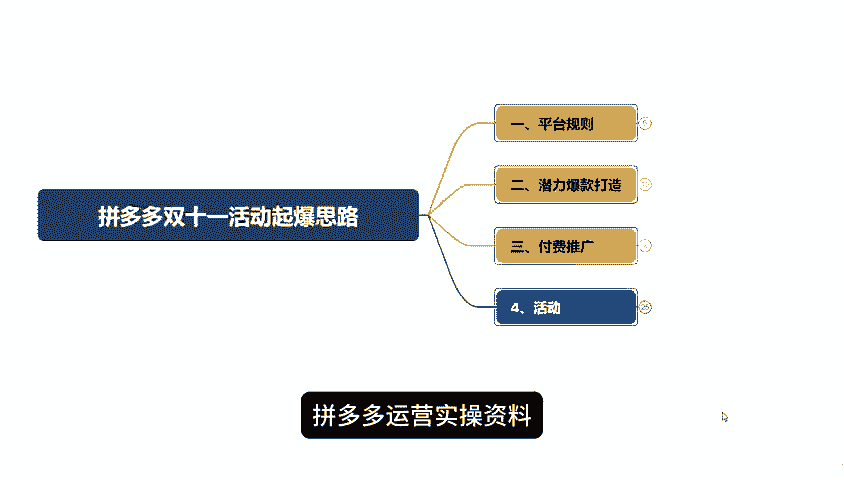 拼多多双十一活动起爆思路
一、平台规则
二、潜力爆款打造
三、付费推广
4、活动
拼多多运营实操资料